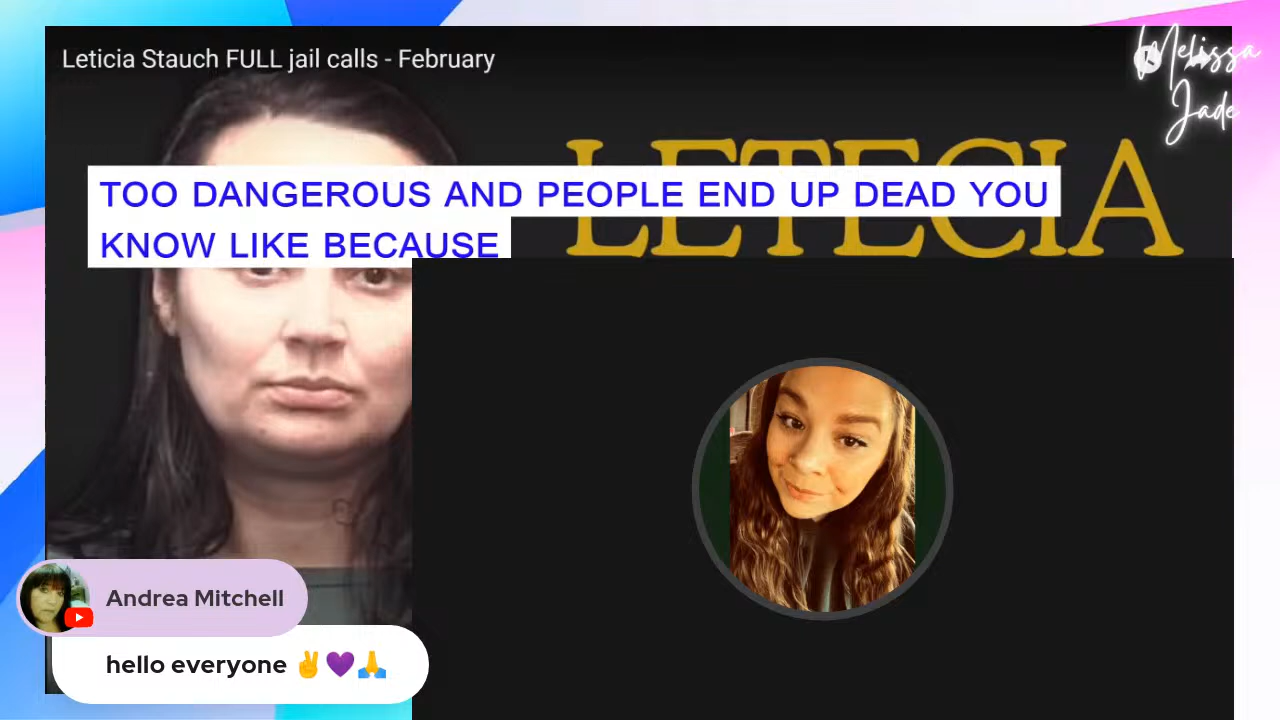 Leticia Stauch FULL jail calls - February
Melissa
Jade
LETECIA
TOO DANGEROUS AND PEOPLE END UP DEAD YOU
KNOW LIKE BECAUSE
Andrea Mitchell
hello everyone ✌️💜🙏